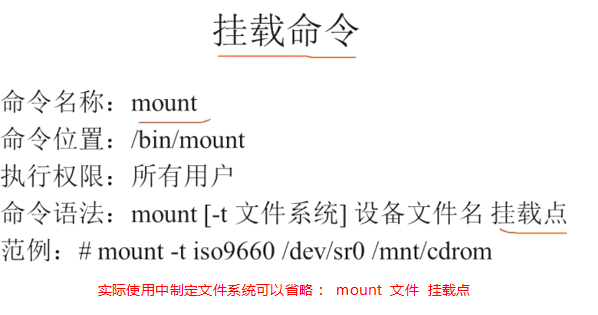 挂载命令
命令名称：mount
命令位置：/bin/mount
执行权限：所有用户
命令语法：mount [-t 文件系统] 设备文件名 挂载点
范例：# mount -t iso9660 /dev/sr0 /mnt/cdrom
实际使用中制定文件系统可以省略： mount 文件 挂载点